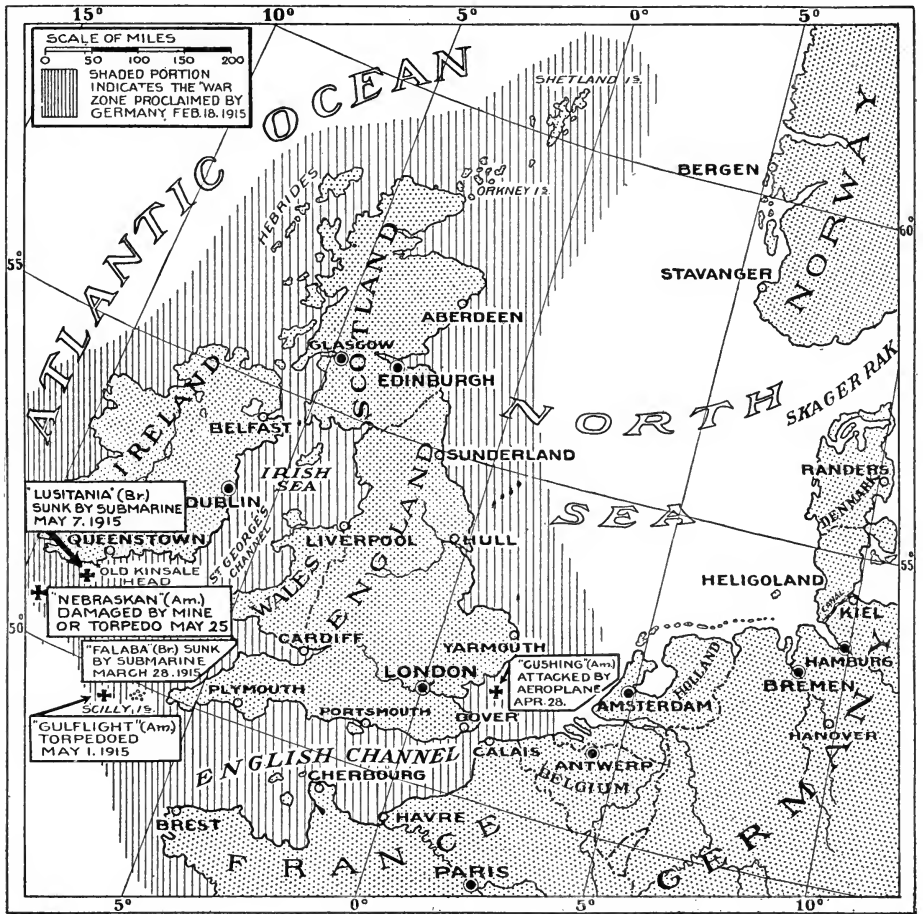 15° 10° 5° 0° 5°
SCALE OF MILES
0 50 100 150 200
SHADED PORTION
INDICATES THE "WAR
ZONE PROCLAIMED BY
GERMANY, FEB. 18. 1915
ATLANTIC OCEAN
SHETLAND IS.
ORKNEY IS.
HEBRIDES
BERGEN
NORWAY
60
STAVANGER
55°
SCOTLAND
ABERDEEN
GLASGOW
EDINBURGH
NORTH
SEA
SKAGER RAK
IRELAND
BELFAST
IRISH
SEA
SUNDERLAND
RANDERS
DENMARK
"LUSITANIA" (Br)
SUNK BY SUBMARINE
MAY 7. 1915
DUBLIN
QUEENSTOWN
ST GEORGE'S
CHANNEL
LIVERPOOL
HULL
ENGLAND
WALES
OLD KINSALE
HEAD
HELIGOLAND
55°
CANAL
KIEL
"NEBRASKAN" (Am.)
DAMAGED BY MINE
OR TORPEDO MAY 25
50
CARDIFF
YARMOUTH
"FALABA" (Br) SUNK
BY SUBMARINE
MARCH 28. 1915
LONDON
"CUSHING" (Am)
ATTACKED BY
AEROPLANE
APR. 28.
HOLLAND
AMSTERDAM
HAMBURG
BREMEN
HANOVER
GERMANY
SCILLY IS.
PLYMOUTH
PORTSMOUTH
DOVER
"GULFLIGHT" (Am.)
TORPEDOED
MAY 1. 1915
ENGLISH CHANNEL
CALAIS
ANTWERP
BELGIUM
CHERBOURG
BREST
HAVRE
FRANCE
PARIS
5° 0° 5° 10°